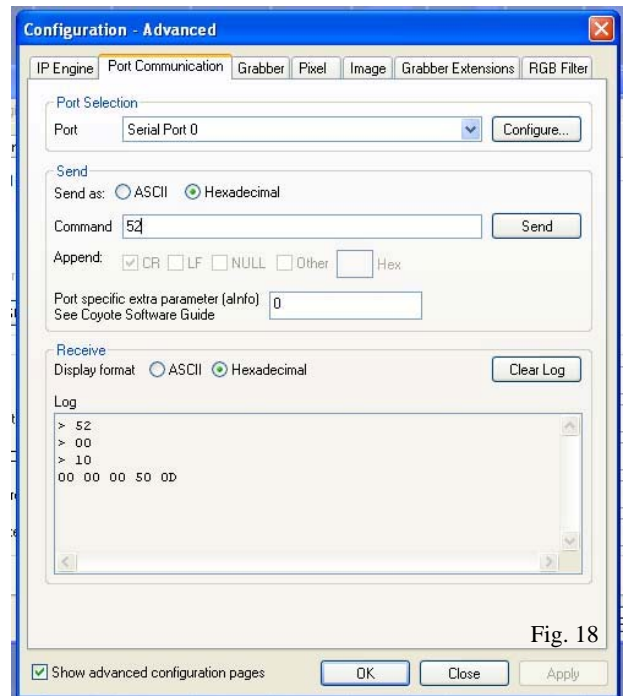 Configuration - Advanced
IP Engine Port Communication Grabber Pixel Image Grabber Extensions RGB Filter
Port Selection
Port Serial Port 0 Configure...
Send
Send as: ASCII Hexadecimal
Command 52 Send
Append: CR LF NULL Other Hex
Port specific extra parameter (aInfo) 0
See Coyote Software Guide
Receive
Display format ASCII Hexadecimal Clear Log
Log
> 52
> 00
> 10
00 00 00 50 0D
Fig. 18
Show advanced configuration pages OK Close Apply